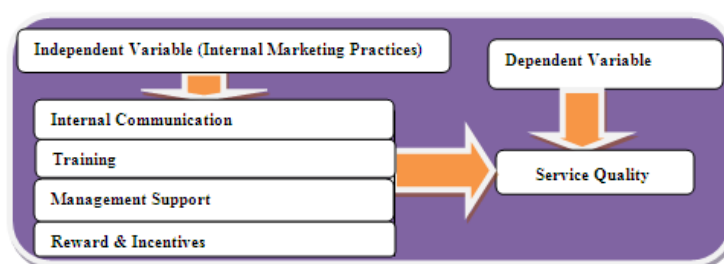 Independent Variable (Internal Marketing Practices)
Dependent Variable
Internal Communication
Training
Management Support
Reward & Incentives
Service Quality